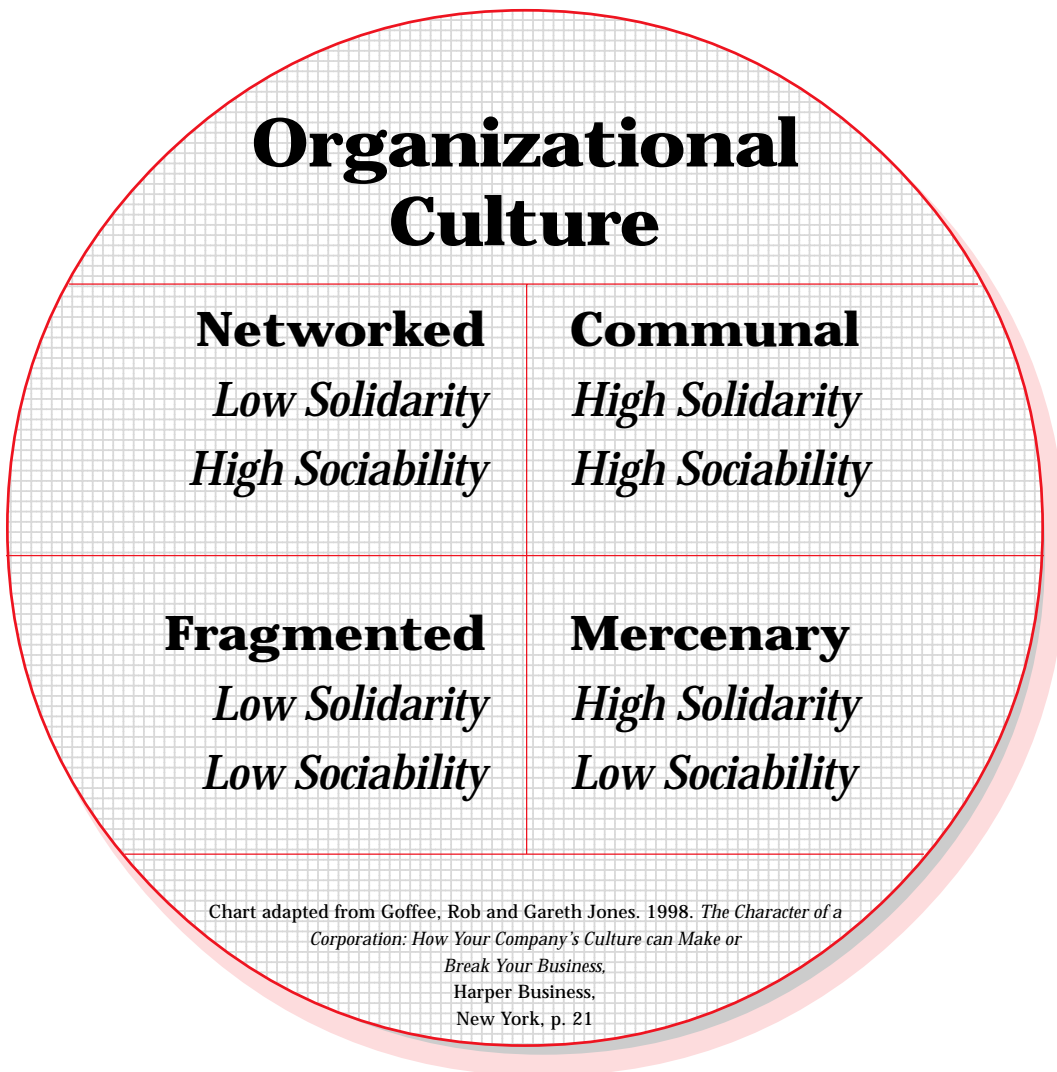 Organizational
Culture
Networked
Low Solidarity
High Sociability
Communal
High Solidarity
High Sociability
Fragmented
Low Solidarity
Low Sociability
Mercenary
High Solidarity
Low Sociability
Chart adapted from Goffee, Rob and Gareth Jones. 1998. The Character of a
Corporation: How Your Company's Culture can Make or
Break Your Business,
Harper Business,
New York, p. 21